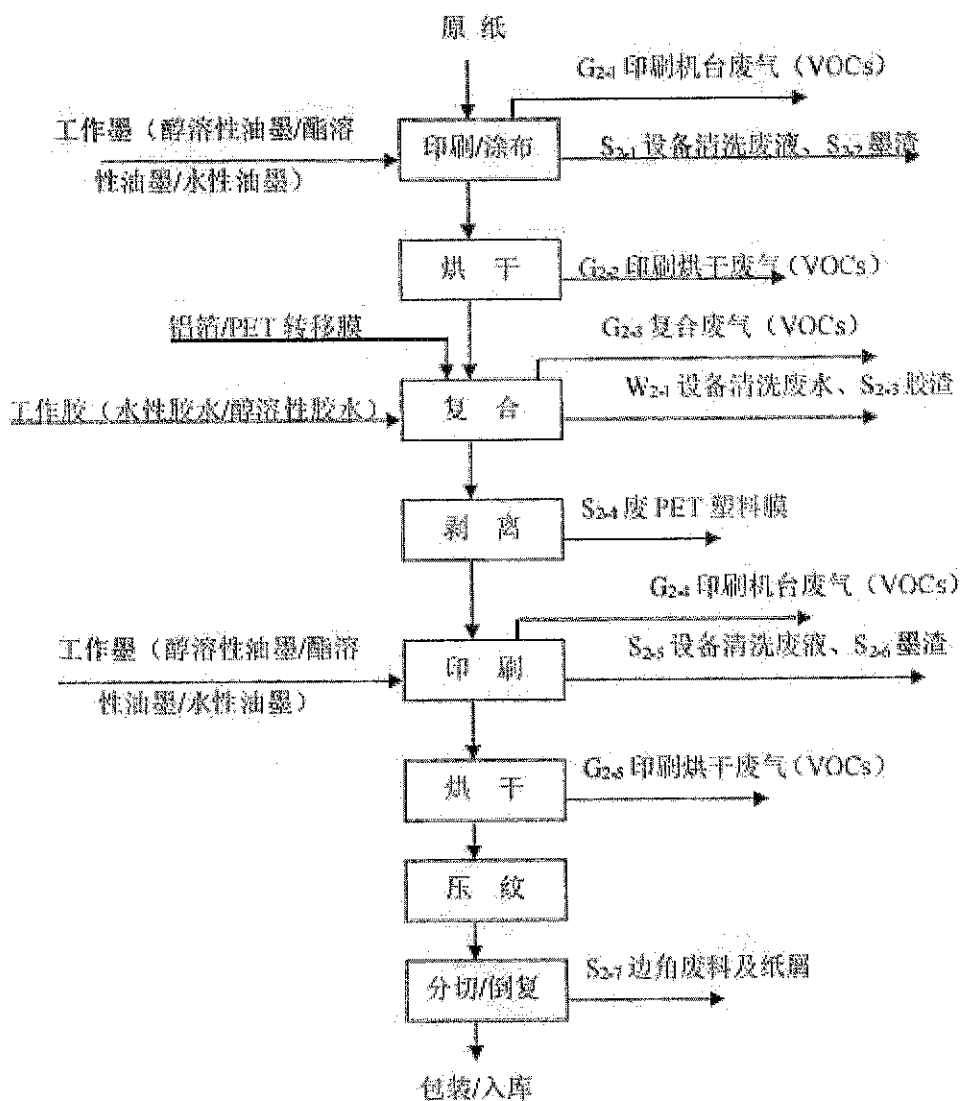 原 纸
G2-1 印刷机台废气（VOCs）
工作墨（醇溶性油墨/酯溶
性油墨/水性油墨）
印刷/涂布
S2-1 设备清洗废液、S2-2 墨渣
烘 干
G2-2 印刷烘干废气（VOCs）
铝箔/PET 转移膜
G2-3 复合废气（VOCs）
工作胶（水性胶水/醇溶性胶水）
复 合
W2-1 设备清洗废水、S2-3 胶渣
剥 离
S2-4 废 PET 塑料膜
G2-4 印刷机台废气（VOCs）
工作墨（醇溶性油墨/酯溶
性油墨/水性油墨）
印 刷
S2-5 设备清洗废液、S2-6 墨渣
烘 干
G2-5 印刷烘干废气（VOCs）
压 纹
分切/倒复
S2-7 边角废料及纸屑
包装/入库